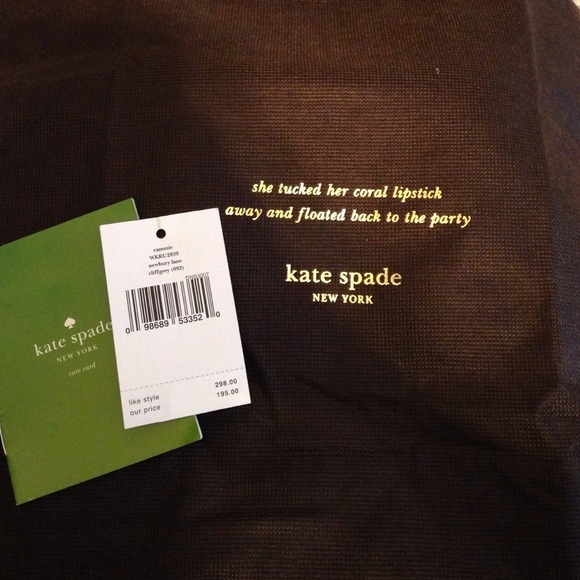 she tucked her coral lipstick
away and floated back to the party
kate spade
NEW YORK
kate spade
NEW YORK
care card
cammie
WKRU2039
newbury lane
cliffgrey (092)
0 98689 53352 0
like style 298.00
our price 195.00